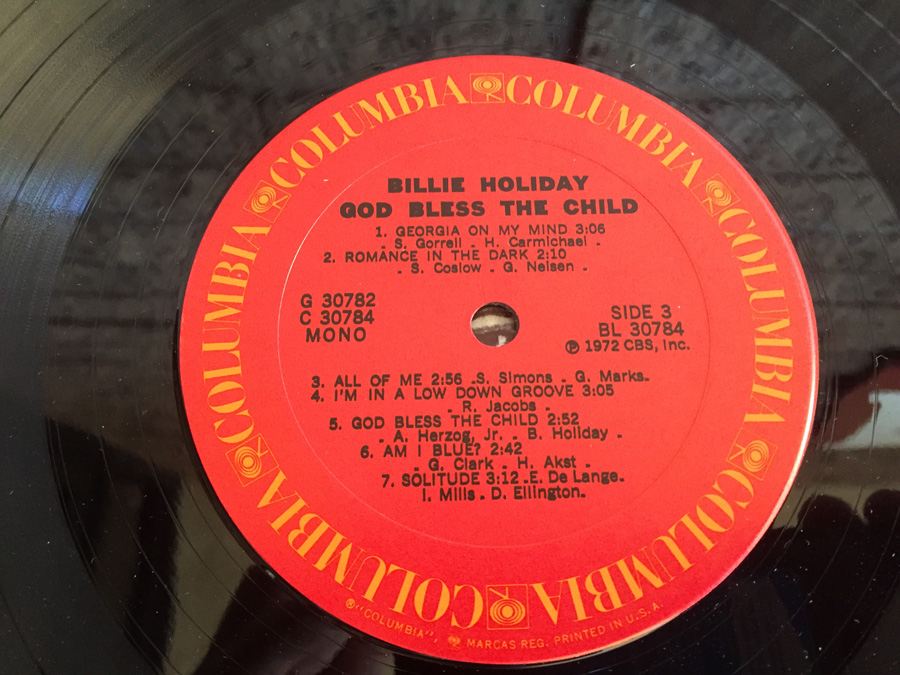 COLUMBIA COLUMBIA COLUMBIA COLUMBIA COLUMBIA COLUMBIA
BILLIE HOLIDAY
GOD BLESS THE CHILD
1. GEORGIA ON MY MIND 3:06
. S. Gorrell . H. Carmichael .
2. ROMANCE IN THE DARK 2:10
. S. Coslow . G. Neisen .
G 30782
C 30784
MONO
SIDE 3
BL 30784
Ⓟ 1972 CBS, Inc.
3. ALL OF ME 2:56 .S. Simons . G. Marks.
4. I'M IN A LOW DOWN GROOVE 3:05
. R. Jacobs .
5. GOD BLESS THE CHILD 2:52
. A. Herzog, Jr. . B. Holiday .
6. AM I BLUE? 2:42
. G. Clark . H. Akst .
7. SOLITUDE 3:12 .E. De Lange.
I. Mills . D. Ellington.
®"COLUMBIA", MARCAS REG. PRINTED IN U.S.A.